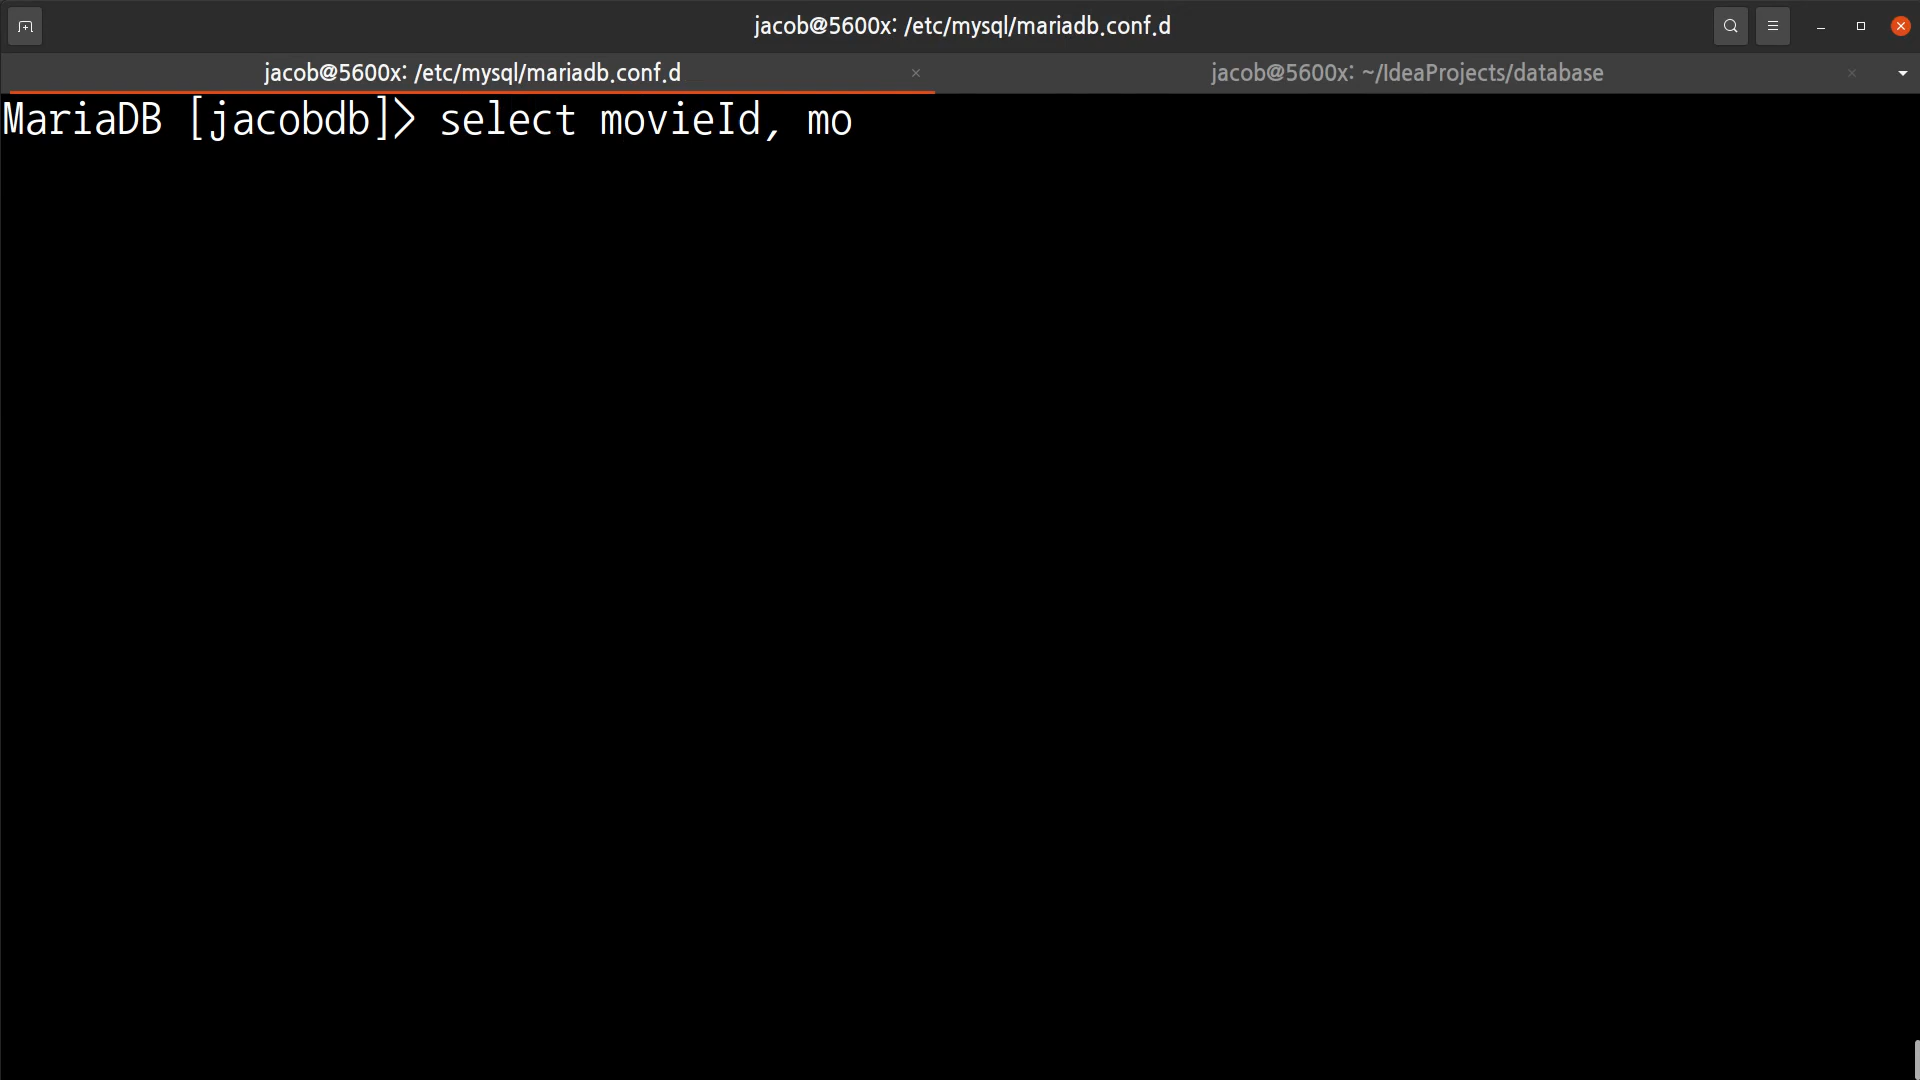 jacob@5600x: /etc/mysql/mariadb.conf.d
jacob@5600x: /etc/mysql/mariadb.conf.d
jacob@5600x: ~/IdeaProjects/database
MariaDB [jacobdb]> select movieId, mo